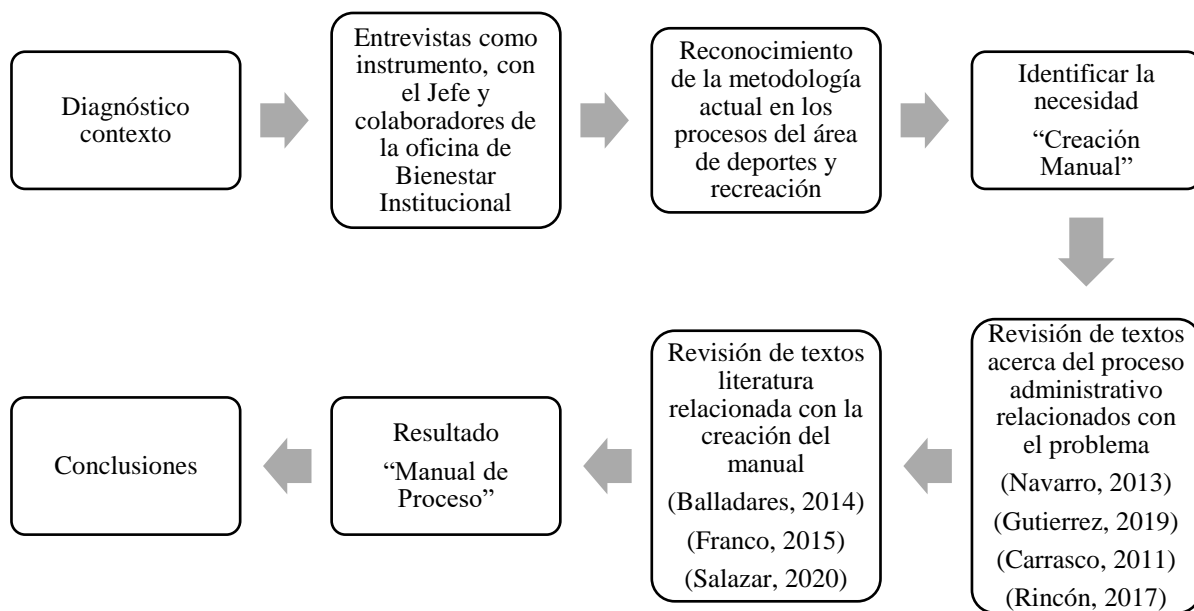 Diagnóstico
contexto
Entrevistas como
instrumento, con
el Jefe y
colaboradores de
la oficina de
Bienestar
Institucional
Reconocimiento
de la metodología
actual en los
procesos del área
de deportes y
recreación
Identificar la
necesidad
“Creación
Manual”
Revisión de textos
acerca del proceso
administrativo
relacionados con
el problema
(Navarro, 2013)
(Gutierrez, 2019)
(Carrasco, 2011)
(Rincón, 2017)
Revisión de textos
literatura
relacionada con la
creación del
manual
(Balladares, 2014)
(Franco, 2015)
(Salazar, 2020)
Resultado
“Manual de
Proceso”
Conclusiones